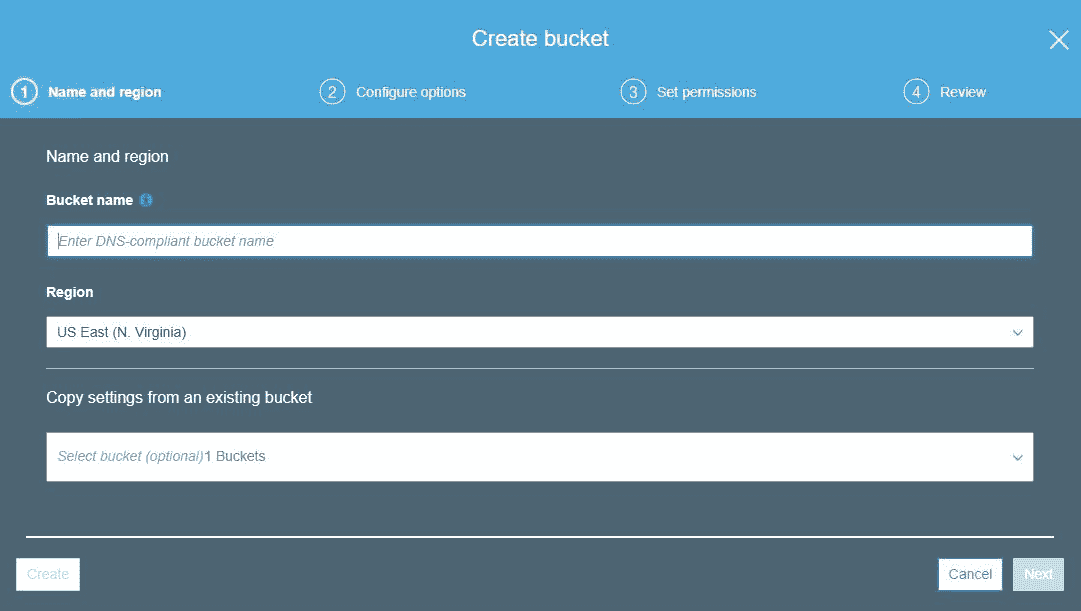 Create bucket
1 Name and region
2 Configure options
3 Set permissions
4 Review
Name and region
Bucket name
Enter DNS-compliant bucket name
Region
US East (N. Virginia)
Copy settings from an existing bucket
Select bucket (optional)1 Buckets
Create
Cancel
Next